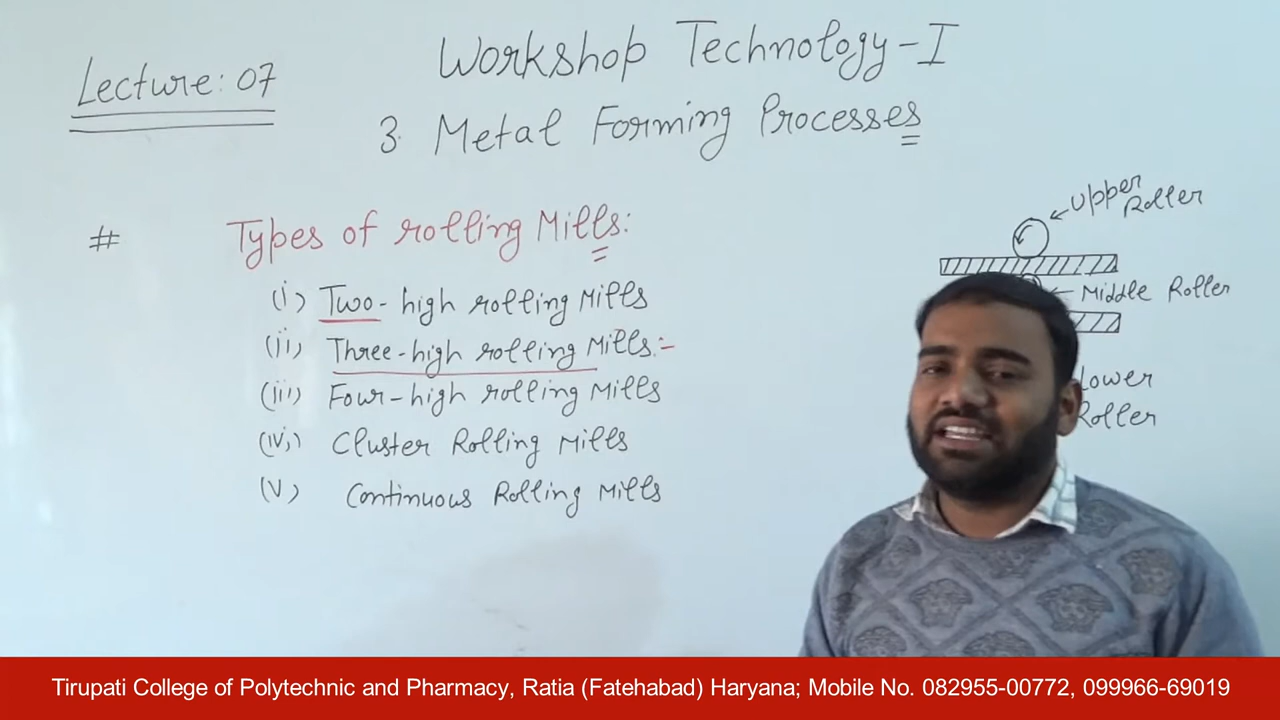 Lecture: 07
Workshop Technology-I
3. Metal Forming Processes
# Types of rolling Mills:
(i) Two-high rolling Mills
(ii) Three-high rolling Mills:-
(iii) Four-high rolling Mills
(iv) Cluster Rolling Mills
(v) Continuous Rolling Mills
Upper
Roller
Middle Roller
Lower
Roller
Tirupati College of Polytechnic and Pharmacy, Ratia (Fatehabad) Haryana; Mobile No. 082955-00772, 099966-69019